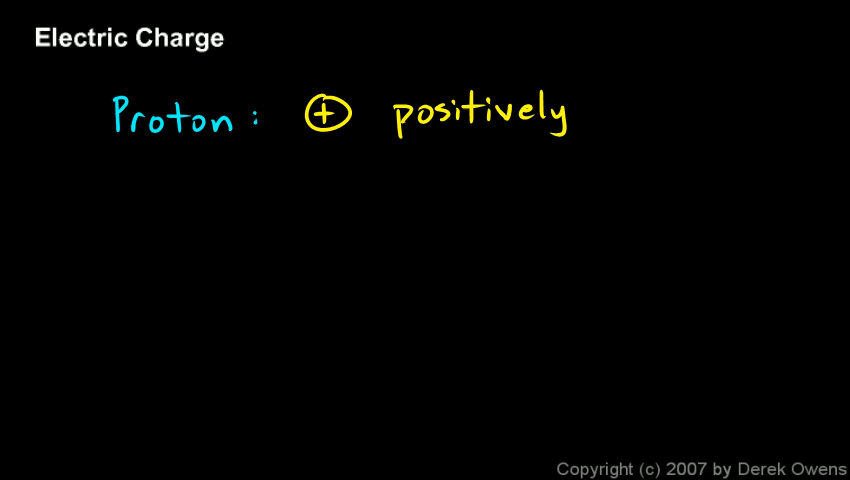 Electric Charge
Proton: + positively
Copyright (c) 2007 by Derek Owens